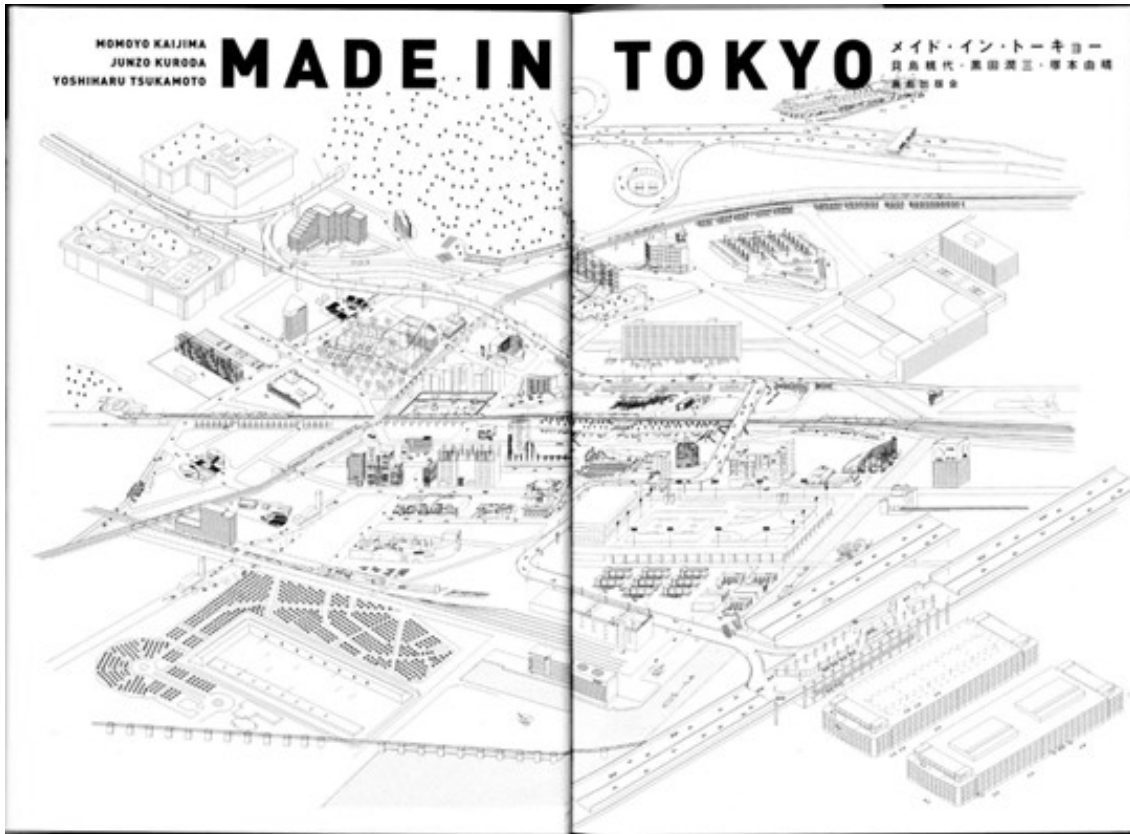 MOMOYO KAIJIMA
JUNZO KURODA
YOSHIHARU TSUKAMOTO
MADE IN TOKYO
メイド・イン・トーキョー
貝島桃代・黒田潤三・塚本由晴
鹿島出版会